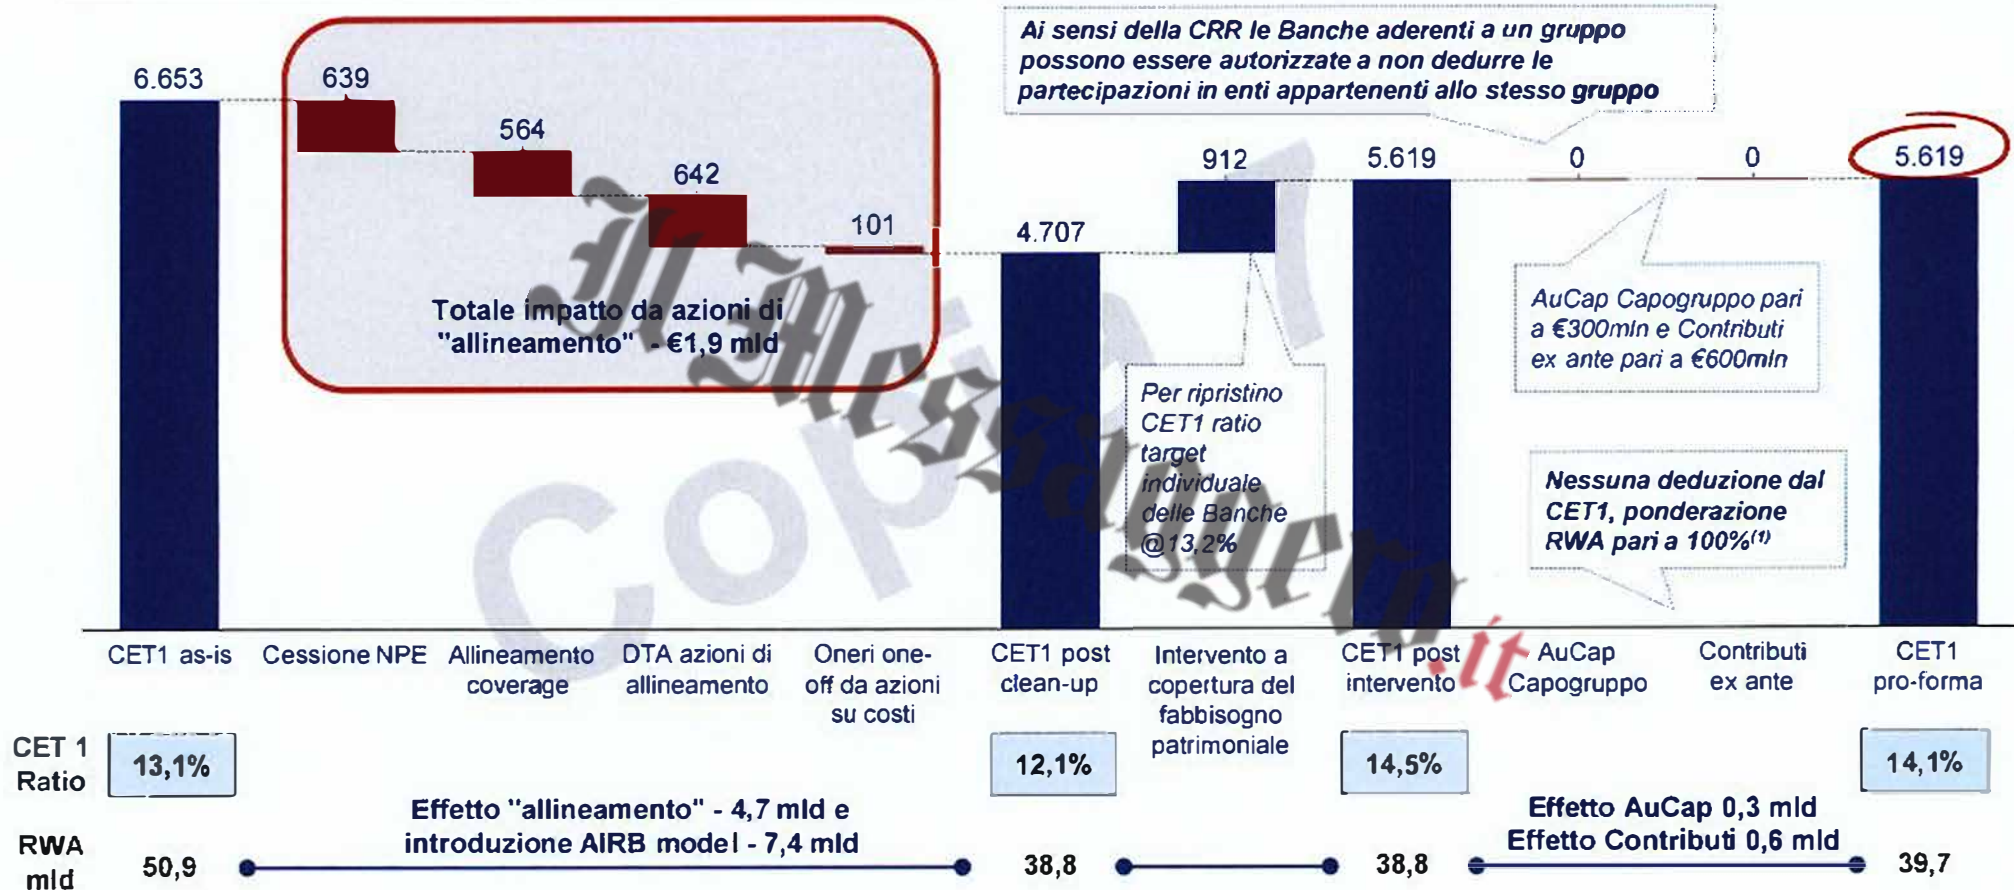 Ai sensi della CRR le Banche aderenti a un gruppo
possono essere autorizzate a non dedurre le
partecipazioni in enti appartenenti allo stesso gruppo
6.653
639
564
642
101
4.707
912
5.619
0
0
5.619
Totale impatto da azioni di
"allineamento" - €1,9 mld
Per ripristino
CET1 ratio
target
individuale
delle Banche
@13,2%
AuCap Capogruppo pari
a €300mln e Contributi
ex ante pari a €600mln
Nessuna deduzione dal
CET1, ponderazione
RWA pari a 100%(1)
Copia 1
Il Messaggero.it
CET1 as-is
Cessione NPE
Allineamento
coverage
DTA azioni di
allineamento
Oneri one-
off da azioni
su costi
CET1 post
clean-up
Intervento a
copertura del
fabbisogno
patrimoniale
CET1 post
intervento
AuCap
Capogruppo
Contributi
ex ante
CET1
pro-forma
CET 1
Ratio
13,1%
12,1%
14,5%
14,1%
Effetto "allineamento" - 4,7 mld e
introduzione AIRB model - 7,4 mld
Effetto AuCap 0,3 mld
Effetto Contributi 0,6 mld
RWA
mld
50,9
38,8
38,8
39,7